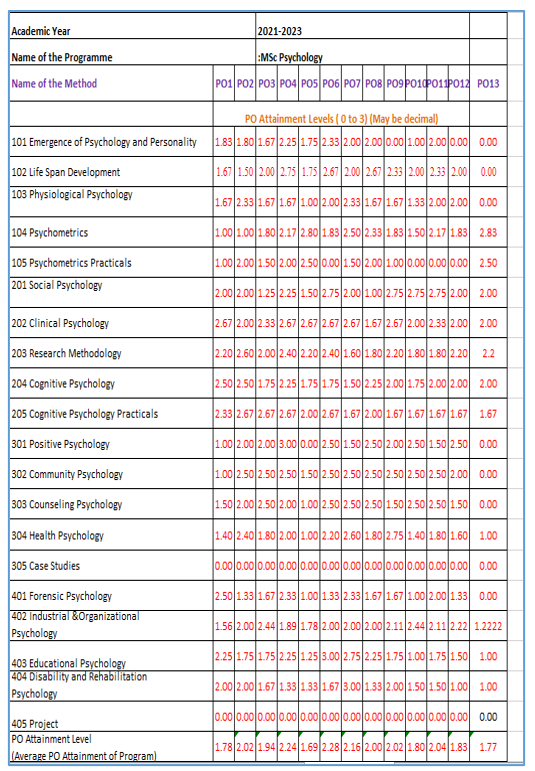 Academic Year 2021-2023
Name of the Programme :MSc Psychology
Name of the Method PO1 PO2 PO3 PO4 PO5 PO6 PO7 PO8 PO9 PO10 PO11 PO12 PO13
PO Attainment Levels ( 0 to 3) (May be decimal)
101 Emergence of Psychology and Personality 1.83 1.80 1.67 2.25 1.75 2.33 2.00 2.00 0.00 1.00 2.00 0.00 0.00
102 Life Span Development 1.67 1.50 2.00 2.75 1.75 2.67 2.00 2.67 2.33 2.00 2.33 2.00 0.00
103 Physiological Psychology 1.67 2.33 1.67 1.67 1.00 2.00 2.33 1.67 1.67 1.33 2.00 2.00 0.00
104 Psychometrics 1.00 1.00 1.80 2.17 2.80 1.83 2.50 2.33 1.83 1.50 2.17 1.83 2.83
105 Psychometrics Practicals 1.00 2.00 1.50 2.00 2.50 0.00 1.50 2.00 1.00 0.00 0.00 0.00 2.50
201 Social Psychology 2.00 2.00 1.25 2.25 1.50 2.75 2.00 1.00 2.75 2.75 2.75 2.00 2.00
202 Clinical Psychology 2.67 2.00 2.33 2.67 2.67 2.67 2.67 1.67 2.67 2.00 2.33 2.00 2.00
203 Research Methodology 2.20 2.60 2.00 2.40 2.20 2.40 1.60 1.80 2.20 1.80 1.80 2.20 2.2
204 Cognitive Psychology 2.50 2.50 1.75 2.25 1.75 1.75 1.50 2.25 2.00 1.75 2.00 2.00 2.00
205 Cognitive Psychology Practicals 2.33 2.67 2.67 2.67 2.00 2.67 1.67 2.00 1.67 1.67 1.67 1.67 1.67
301 Positive Psychology 1.00 2.00 2.00 3.00 0.00 2.50 1.50 2.50 2.00 2.50 1.50 2.50 0.00
302 Community Psychology 1.00 2.50 2.50 2.50 1.50 2.50 2.50 2.50 2.50 2.50 2.50 2.00 0.00
303 Counseling Psychology 1.50 2.00 2.50 2.00 1.00 2.50 2.50 2.50 1.50 2.50 2.50 1.50 0.00
304 Health Psychology 1.40 2.40 1.80 2.00 1.00 2.20 2.60 1.80 2.75 1.40 1.80 1.60 1.00
305 Case Studies 0.00 0.00 0.00 0.00 0.00 0.00 0.00 0.00 0.00 0.00 0.00 0.00 0.00
401 Forensic Psychology 2.50 1.33 1.67 2.33 1.00 1.33 2.33 1.67 1.67 1.00 2.00 1.33 0.00
402 Industrial &Organizational
Psychology 1.56 2.00 2.44 1.89 1.78 2.00 2.00 2.00 2.11 2.44 2.11 2.22 1.2222
403 Educational Psychology 2.25 1.75 1.75 2.25 1.25 3.00 2.75 2.25 1.75 1.00 1.75 1.50 1.00
404 Disability and Rehabilitation
Psychology 2.00 2.00 1.67 1.33 1.33 1.67 3.00 1.33 2.00 1.50 1.50 1.00 1.00
405 Project 0.00 0.00 0.00 0.00 0.00 0.00 0.00 0.00 0.00 0.00 0.00 0.00 0.00
PO Attainment Level
(Average PO Attainment of Program) 1.78 2.02 1.94 2.24 1.69 2.28 2.16 2.00 2.02 1.80 2.04 1.83 1.77